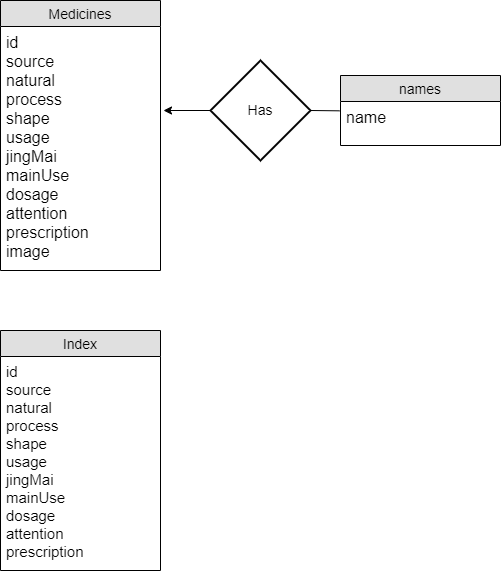 Medicines
id
source
natural
process
shape
usage
jingMai
mainUse
dosage
attention
prescription
image
Has
names
name
Index
id
source
natural
process
shape
usage
jingMai
mainUse
dosage
attention
prescription